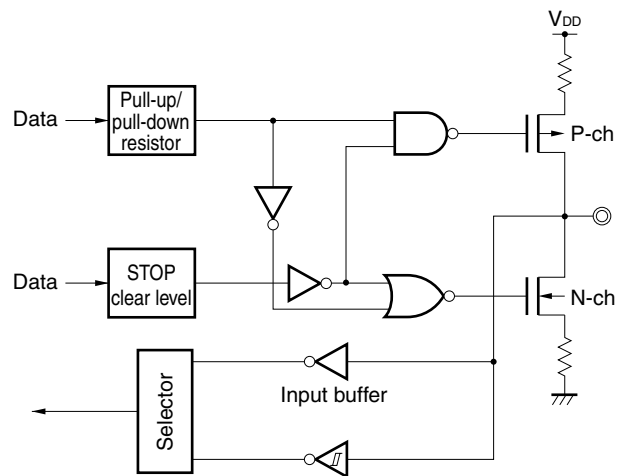 VDD
Data
Pull-up/
pull-down
resistor
P-ch
Data
STOP
clear level
N-ch
Selector
Input buffer